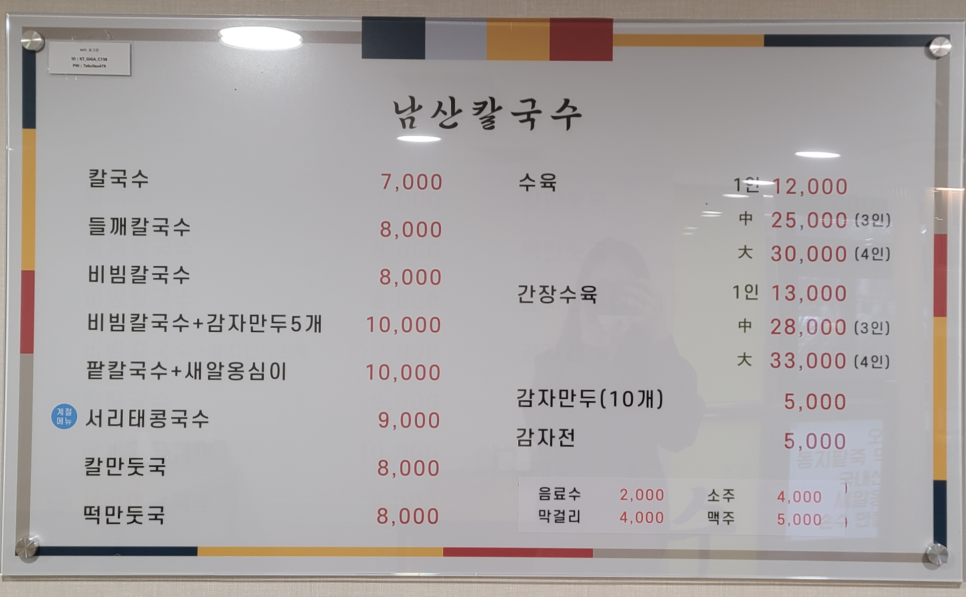 남산칼국수
칼국수 7,000
들깨칼국수 8,000
비빔칼국수 8,000
비빔칼국수+감자만두5개 10,000
팥칼국수+새알옹심이 10,000
계절
메뉴
서리태콩국수 9,000
칼만둣국 8,000
떡만둣국 8,000
수육 1인 12,000
中 25,000 (3인)
大 30,000 (4인)
간장수육 1인 13,000
中 28,000 (3인)
大 33,000 (4인)
감자만두(10개) 5,000
감자전 5,000
음료수 2,000 소주 4,000
막걸리 4,000 맥주 5,000